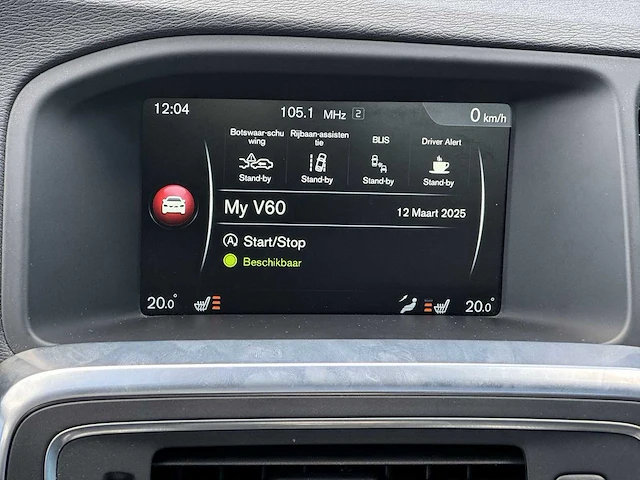 12:04
105.1 MHz 2
0 km/h
Botswaar-schu
wing
Stand-by
Rijbaan-assisten
tie
Stand-by
BLIS
Stand-by
Driver Alert
Stand-by
My V60
12 Maart 2025
A Start/Stop
Beschikbaar
20.0°
20.0°